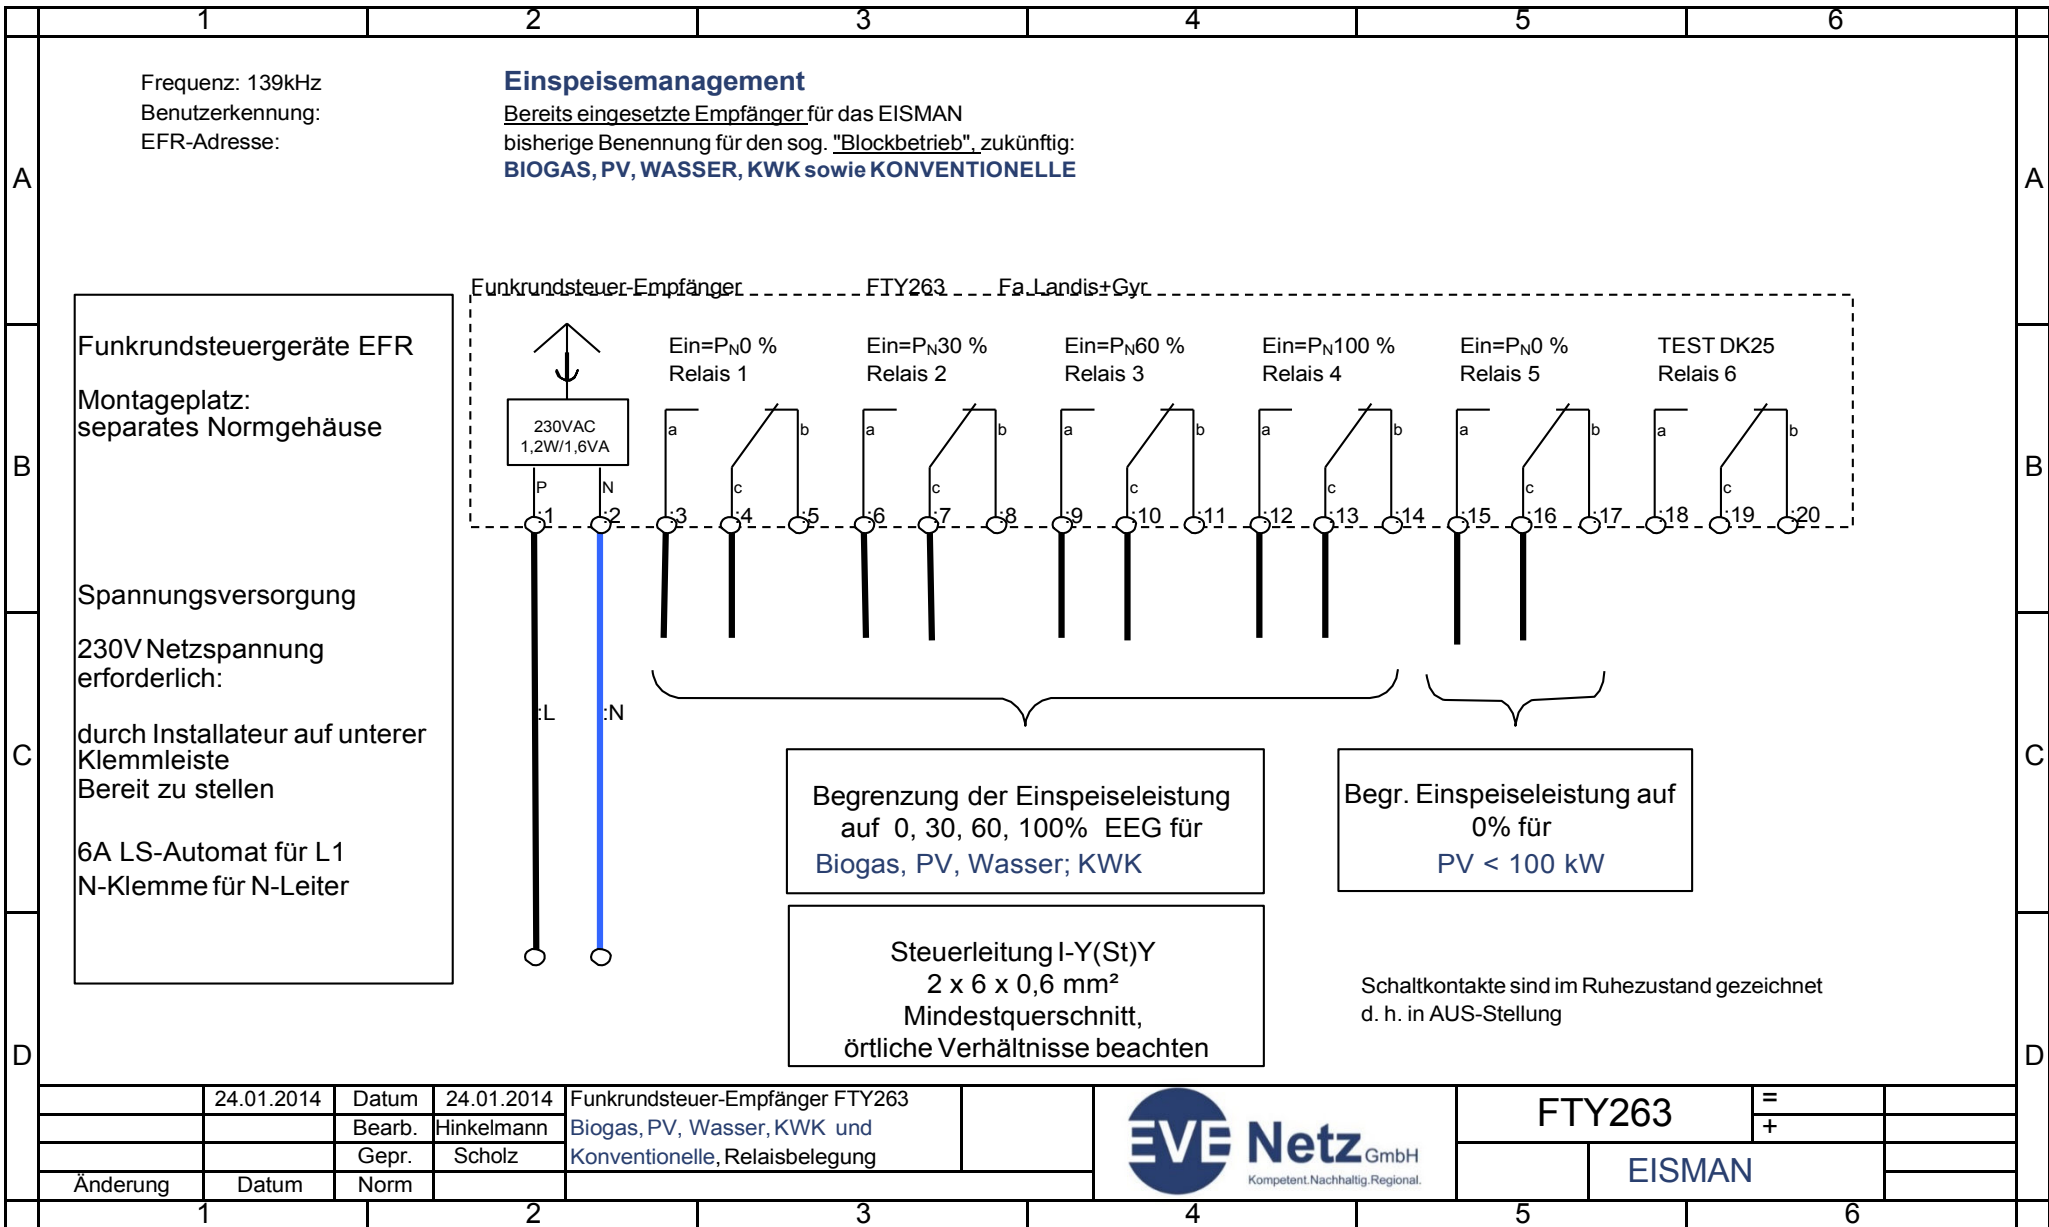 1 2 3 4 5 6
Frequenz: 139kHz
Benutzerkennung:
EFR-Adresse:
Einspeisemanagement
Bereits eingesetzte Empfänger für das EISMAN
bisherige Benennung für den sog. "Blockbetrieb", zukünftig:
BIOGAS, PV, WASSER, KWK sowie KONVENTIONELLE
A A
Funkrundsteuer-Empfänger FTY263 Fa. Landis+Gyr
Funkrundsteuergeräte EFR
Montageplatz:
separates Normgehäuse
Spannungsversorgung
230V Netzspannung
erforderlich:
durch Installateur auf unterer
Klemmleiste
Bereit zu stellen
6A LS-Automat für L1
N-Klemme für N-Leiter
230VAC
1,2W/1,6VA
P N
Ein=PN0 %
Relais 1
Ein=PN30 %
Relais 2
Ein=PN60 %
Relais 3
Ein=PN100 %
Relais 4
Ein=PN0 %
Relais 5
TEST DK25
Relais 6
a b a b a b a b a b a b
B B
c c c c c c
:1 :2 :3 :4 :5 :6 :7 :8 :9 :10 :11 :12 :13 :14 :15 :16 :17 :18 :19 :20
:L :N
C C
Begrenzung der Einspeiseleistung
auf 0, 30, 60, 100% EEG für
Biogas, PV, Wasser; KWK
Begr. Einspeiseleistung auf
0% für
PV < 100 kW
Steuerleitung I-Y(St)Y
2 x 6 x 0,6 mm²
Mindestquerschnitt,
örtliche Verhältnisse beachten
Schaltkontakte sind im Ruhezustand gezeichnet
d. h. in AUS-Stellung
D D
24.01.2014 Datum 24.01.2014 Funkrundsteuer-Empfänger FTY263
Bearb. Hinkelmann Biogas, PV, Wasser, KWK und
Gepr. Scholz Konventionelle, Relaisbelegung
Änderung Datum Norm
EVE Netz GmbH
Kompetent.Nachhaltig.Regional.
FTY263 =
+
EISMAN
1 2 3 4 5 6